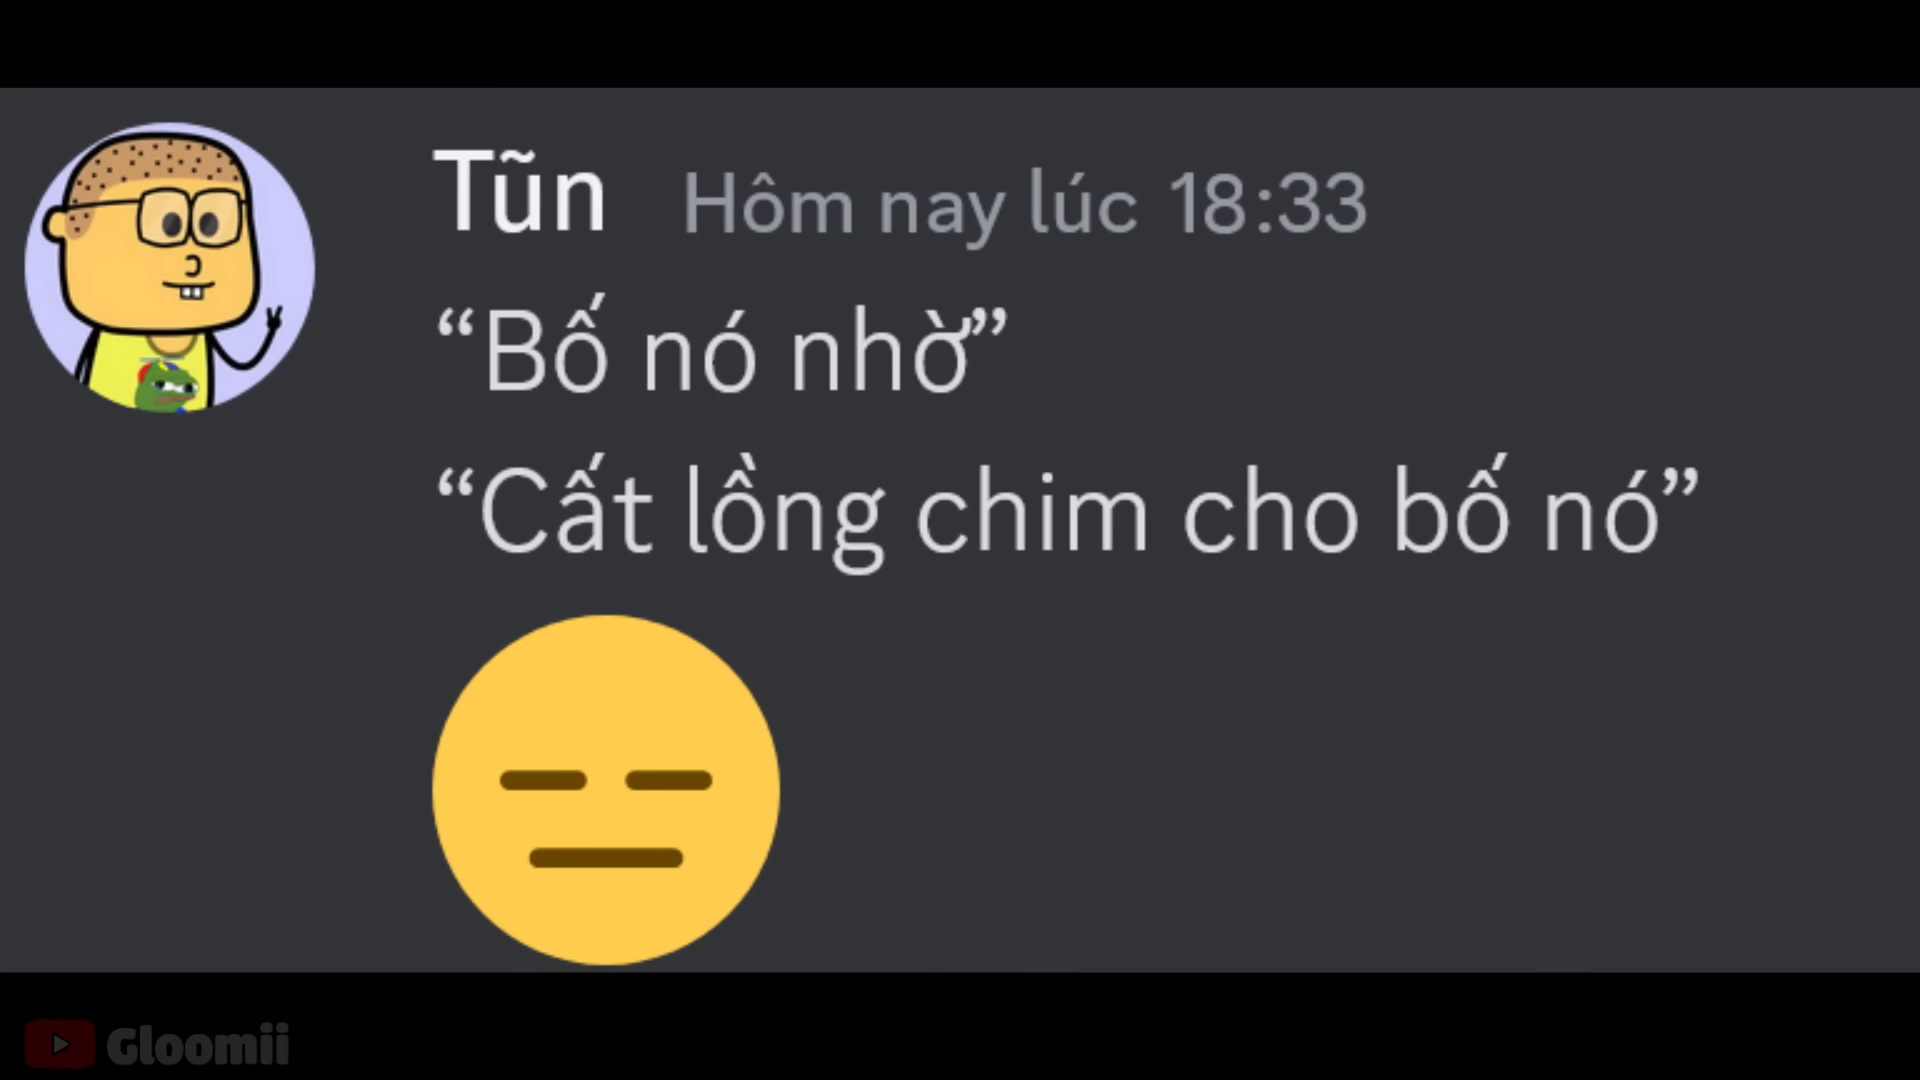 Tũn Hôm nay lúc 18:33
“Bố nó nhờ”
“Cất lồng chim cho bố nó”
Gloomii